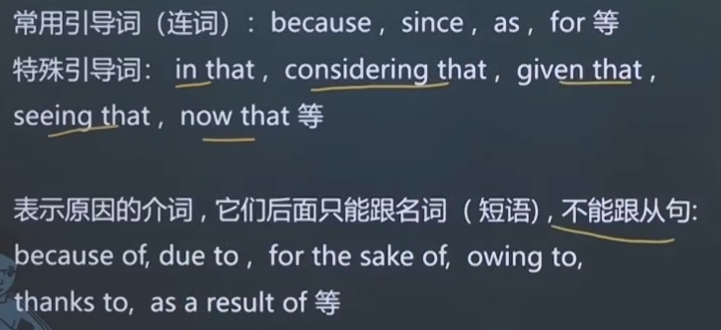 常用引导词（连词）：because，since，as，for 等
特殊引导词：in that，considering that，given that，
seeing that，now that 等
表示原因的介词，它们后面只能跟名词（短语），不能跟从句:
because of, due to，for the sake of, owing to,
thanks to, as a result of 等